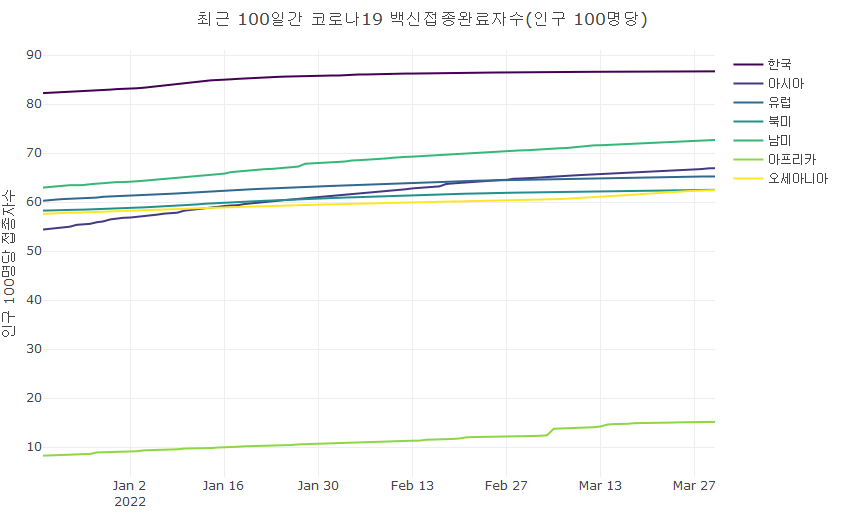 최근 100일간 코로나19 백신접종완료자수(인구 100명당)
인구 100명당 접종자수
90
80
70
60
50
40
30
20
10
Jan 2
2022
Jan 16
Jan 30
Feb 13
Feb 27
Mar 13
Mar 27
한국
아시아
유럽
북미
남미
아프리카
오세아니아